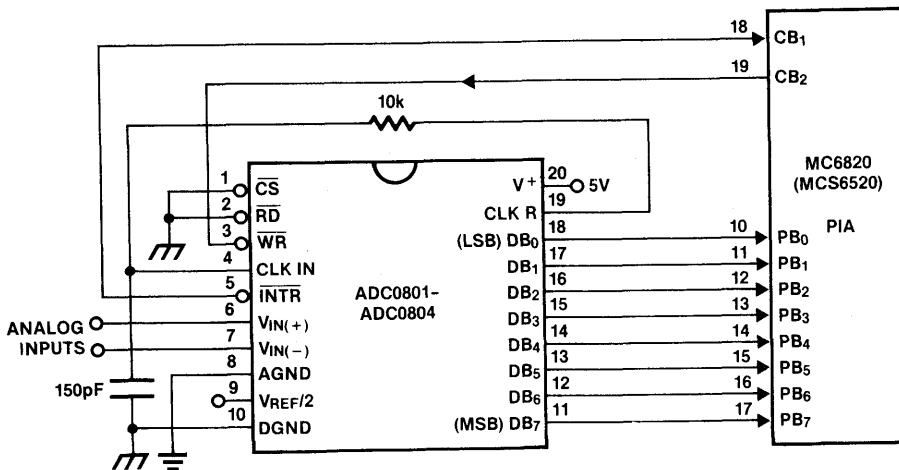 18 CB1
19 CB2
10k
MC6820
(MCS6520)
PIA
1 CS
2 RD
3 WR
4 CLK IN
5 INTR
6 VIN(+)
7 VIN(−)
8 AGND
9 VREF/2
10 DGND
ANALOG
INPUTS
150pF
ADC0801–
ADC0804
V+ 20 5V
CLK R 19
(LSB) DB0 18 10 PB0
DB1 17 11 PB1
DB2 16 12 PB2
DB3 15 13 PB3
DB4 14 14 PB4
DB5 13 15 PB5
DB6 12 16 PB6
(MSB) DB7 11 17 PB7